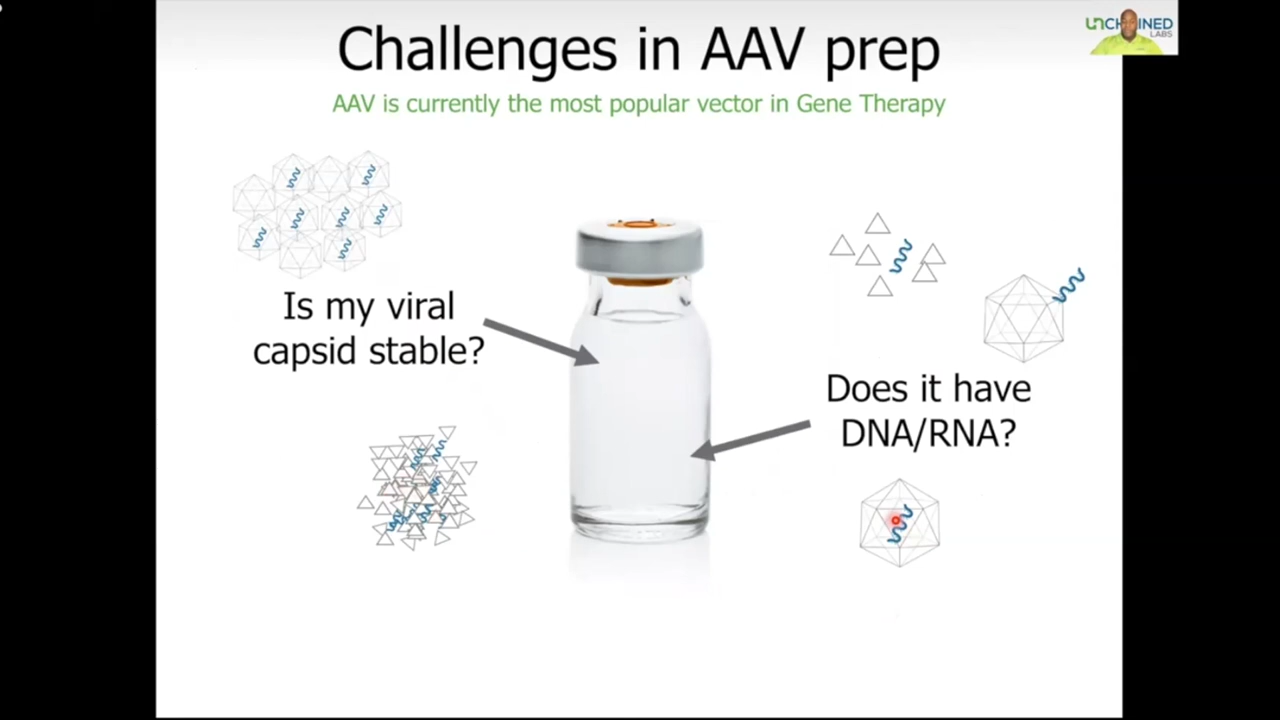 Challenges in AAV prep
AAV is currently the most popular vector in Gene Therapy
Is my viral
capsid stable?
Does it have
DNA/RNA?
LABS